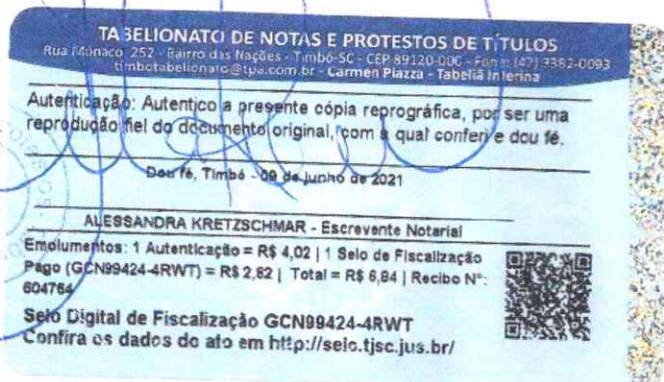 TABELIONATO DE NOTAS E PROTESTOS DE TÍTULOS
Rua Mônaco, 252 - Bairro das Nações - Timbó-SC - CEP 89120-000 - Fone: (47) 3382-0093
timbotabelionato@tpa.com.br - Carmen Piazza - Tabeliã Interina
Autenticação: Autentico a presente cópia reprográfica, por ser uma
reprodução fiel do documento original, com a qual conferi e dou fé.
Dou fé, Timbó - 09 de junho de 2021
ALESSANDRA KRETZSCHMAR - Escrevente Notarial
Emolumentos: 1 Autenticação = R$ 4,02 | 1 Selo de Fiscalização
Pago (GCN99424-4RWT) = R$ 2,82 | Total = R$ 6,84 | Recibo Nº:
604764
Selo Digital de Fiscalização GCN99424-4RWT
Confira os dados do ato em http://selo.tjsc.jus.br/